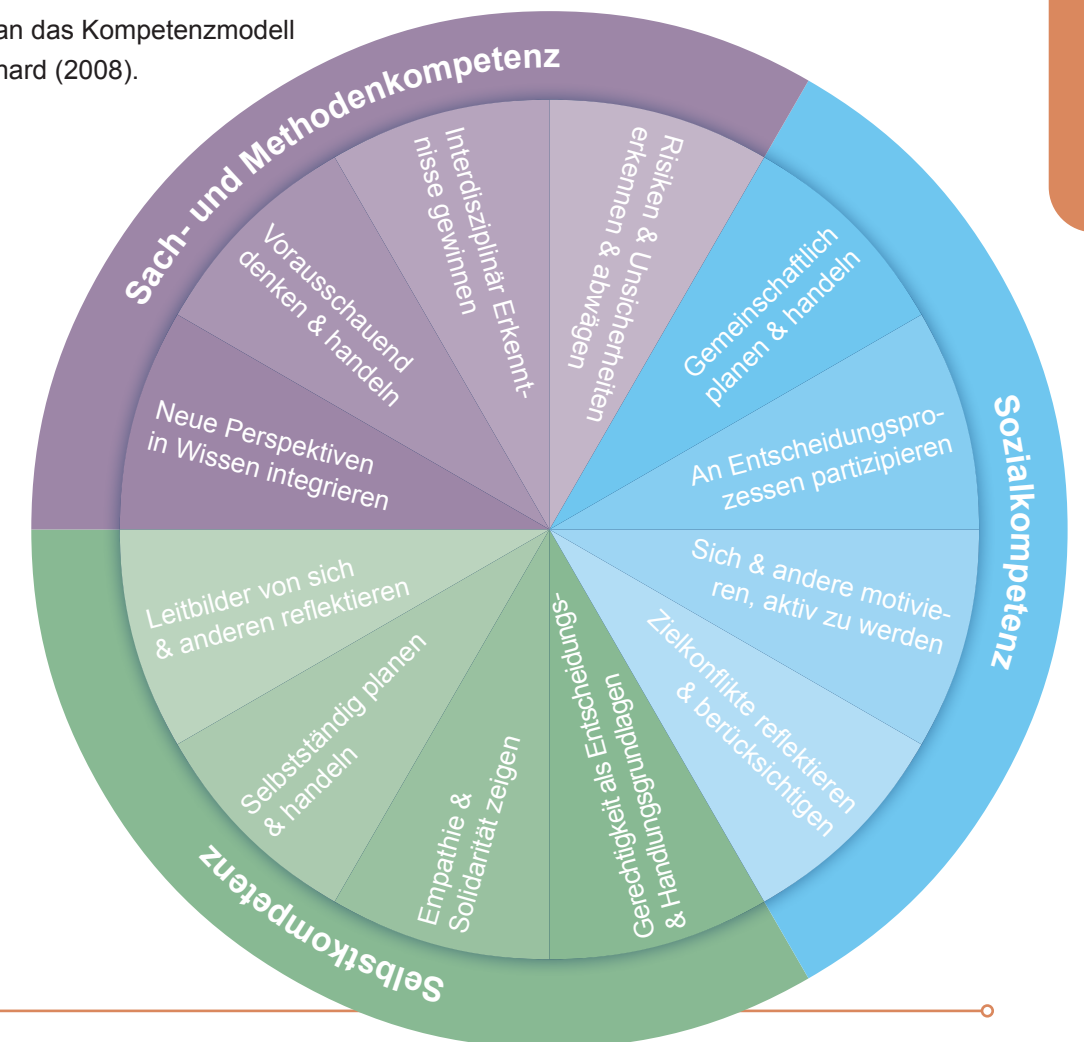 an das Kompetenzmodell
hard (2008).
Sach- und Methodenkompetenz
Neue Perspektiven
in Wissen integrieren
Vorausschauend
denken & handeln
Interdisziplinär Erkennt-
nisse gewinnen
Risiken & Unsicherheiten
erkennen & abwägen
Sozialkompetenz
Gemeinschaftlich
planen & handeln
An Entscheidungspro-
zessen partizipieren
Sich & andere motivie-
ren, aktiv zu werden
Zielkonflikte reflektieren
& berücksichtigen
Selbstkompetenz
Gerechtigkeit als Entscheidungs-
& Handlungsgrundlagen
Empathie &
Solidarität zeigen
Selbstständig planen
& handeln
Leitbilder von sich
& anderen reflektieren